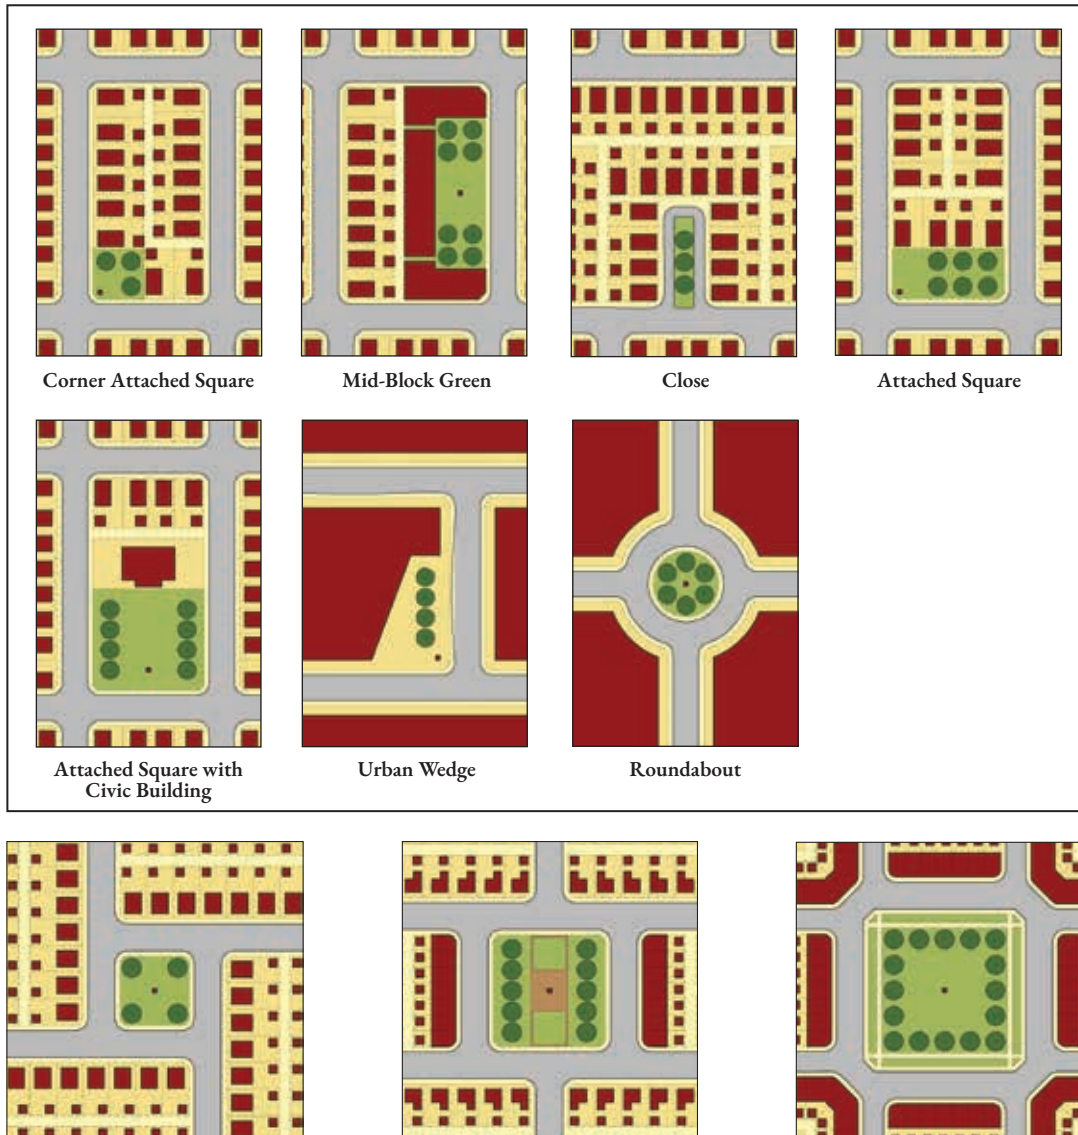 Corner Attached Square
Mid-Block Green
Close
Attached Square
Attached Square with
Civic Building
Urban Wedge
Roundabout